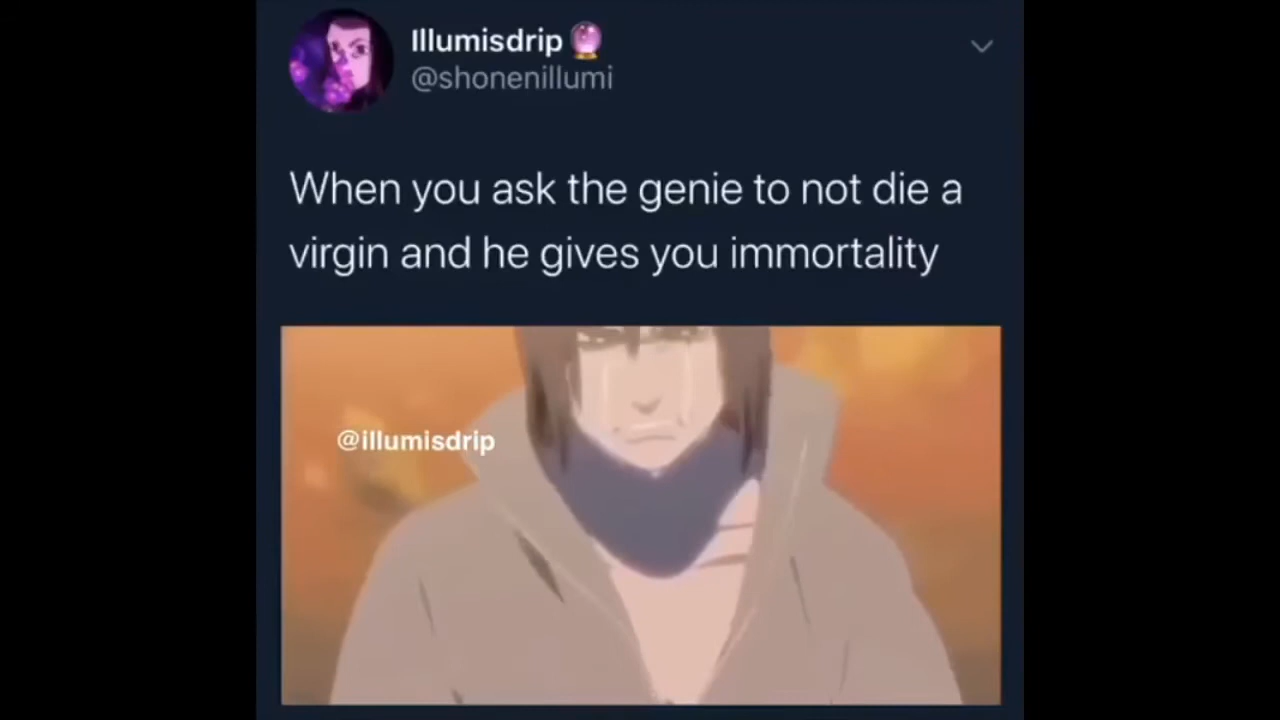 Illumisdrip🔮
@shonenillumi
When you ask the genie to not die a
virgin and he gives you immortality
@illumisdrip